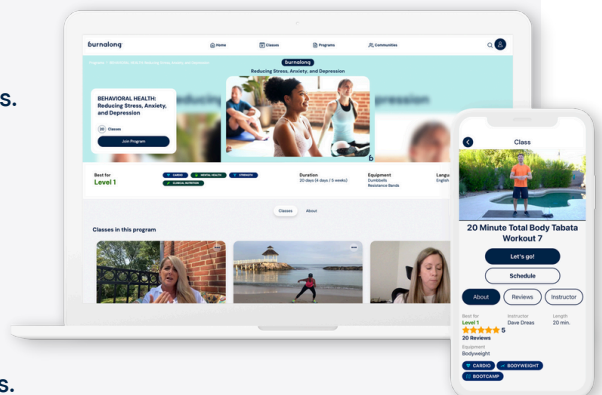 s.
burnalong
Home
Classes
Programs
Communities
burnalong
Reducing Stress, Anxiety, and Depression
BEHAVIORAL HEALTH:
Reducing Stress, Anxiety,
and Depression
Classes
Join Program
Best for
Level 1
CARDIO
MENTAL HEALTH
STRENGTH
CLINICAL NUTRITION
Duration
Equipment
Dumbbells
Resistance Bands
Langu
English
Classes
About
Classes in this program
Class
20 Minute Total Body Tabata
Workout 7
Let's go!
Schedule
About
Reviews
Instructor
Best for
Level 1
Instructor
Dave Dreas
Length
20 min.
5
20 Reviews
Equipment
Bodyweight
CARDIO
BODYWEIGHT
BOOTCAMP
s.